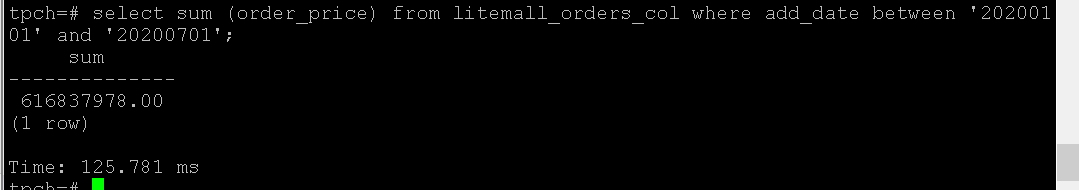 tpch=# select sum (order_price) from litemall_orders_col where add_date between '202001
01' and '20200701';
sum
--------------
616837978.00
(1 row)
Time: 125.781 ms
tpch=#